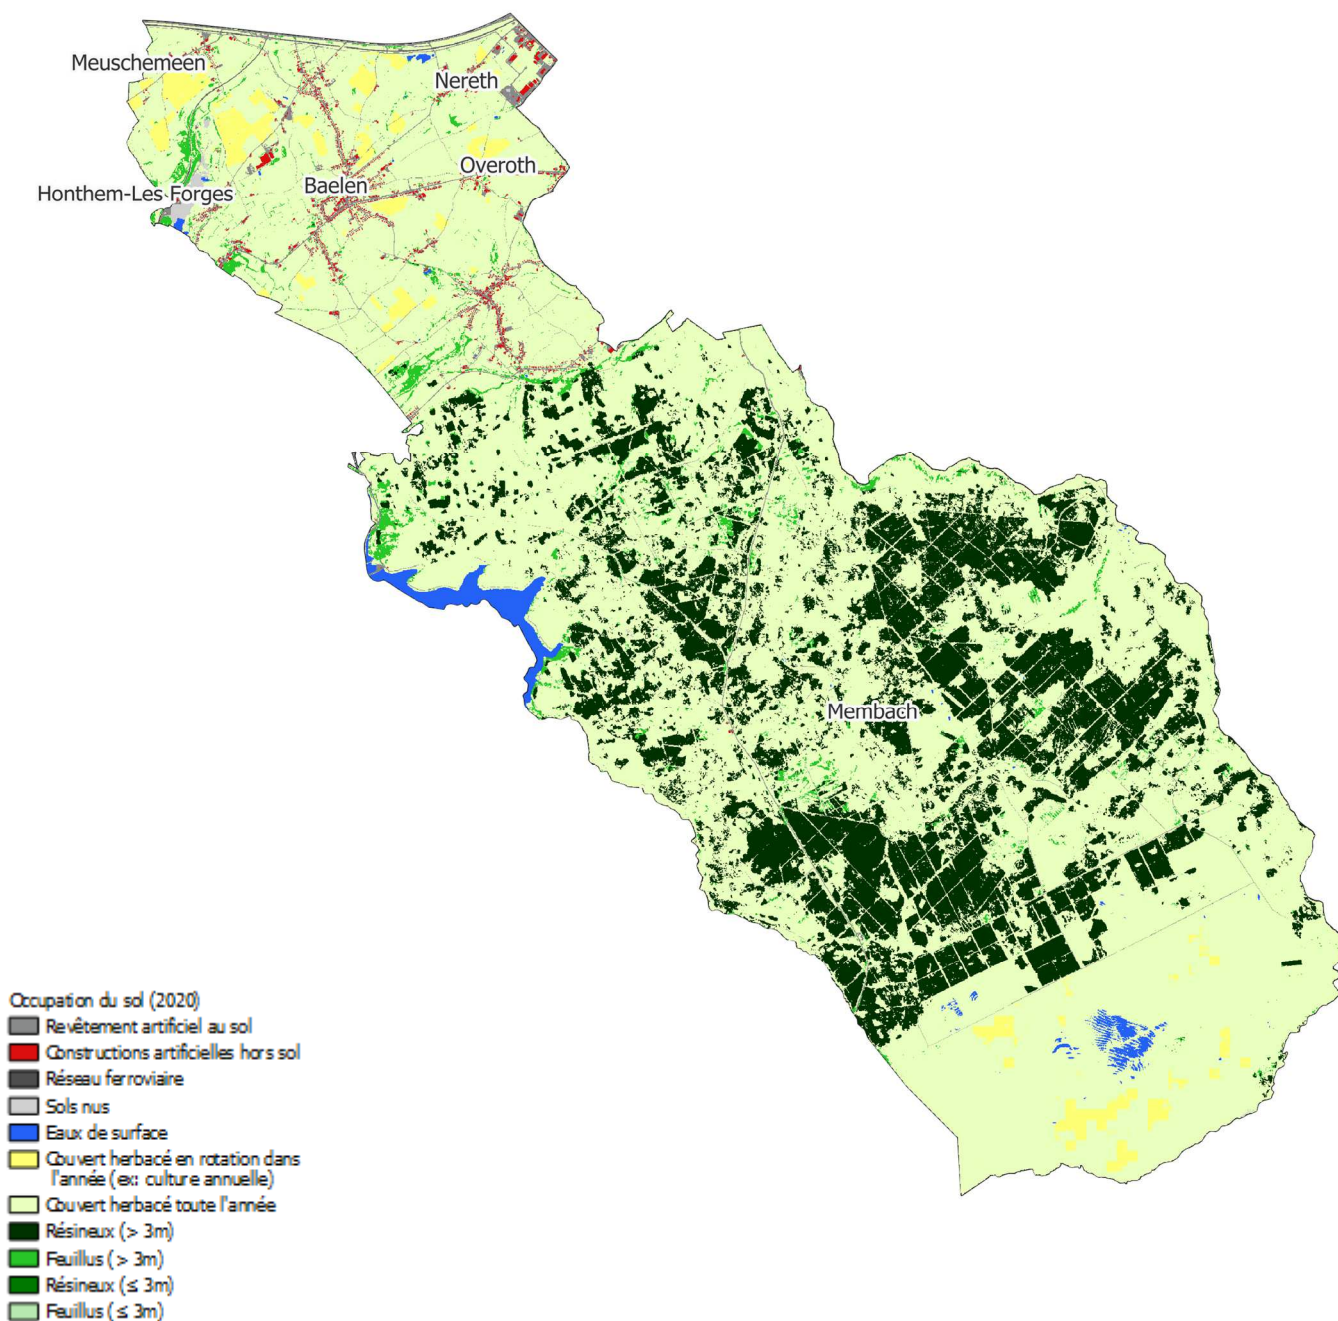 Meuschemeen
Nereth
Overoth
Baelen
Honthem-Les Forges
Membach
Occupation du sol (2020)
Revêtement artificiel au sol
Constructions artificielles hors sol
Réseau ferroviaire
Sols nus
Eaux de surface
Couvert herbacé en rotation dans
l'année (ex: culture annuelle)
Couvert herbacé toute l'année
Résineux (> 3m)
Feuillus (> 3m)
Résineux (≤ 3m)
Feuillus (≤ 3m)